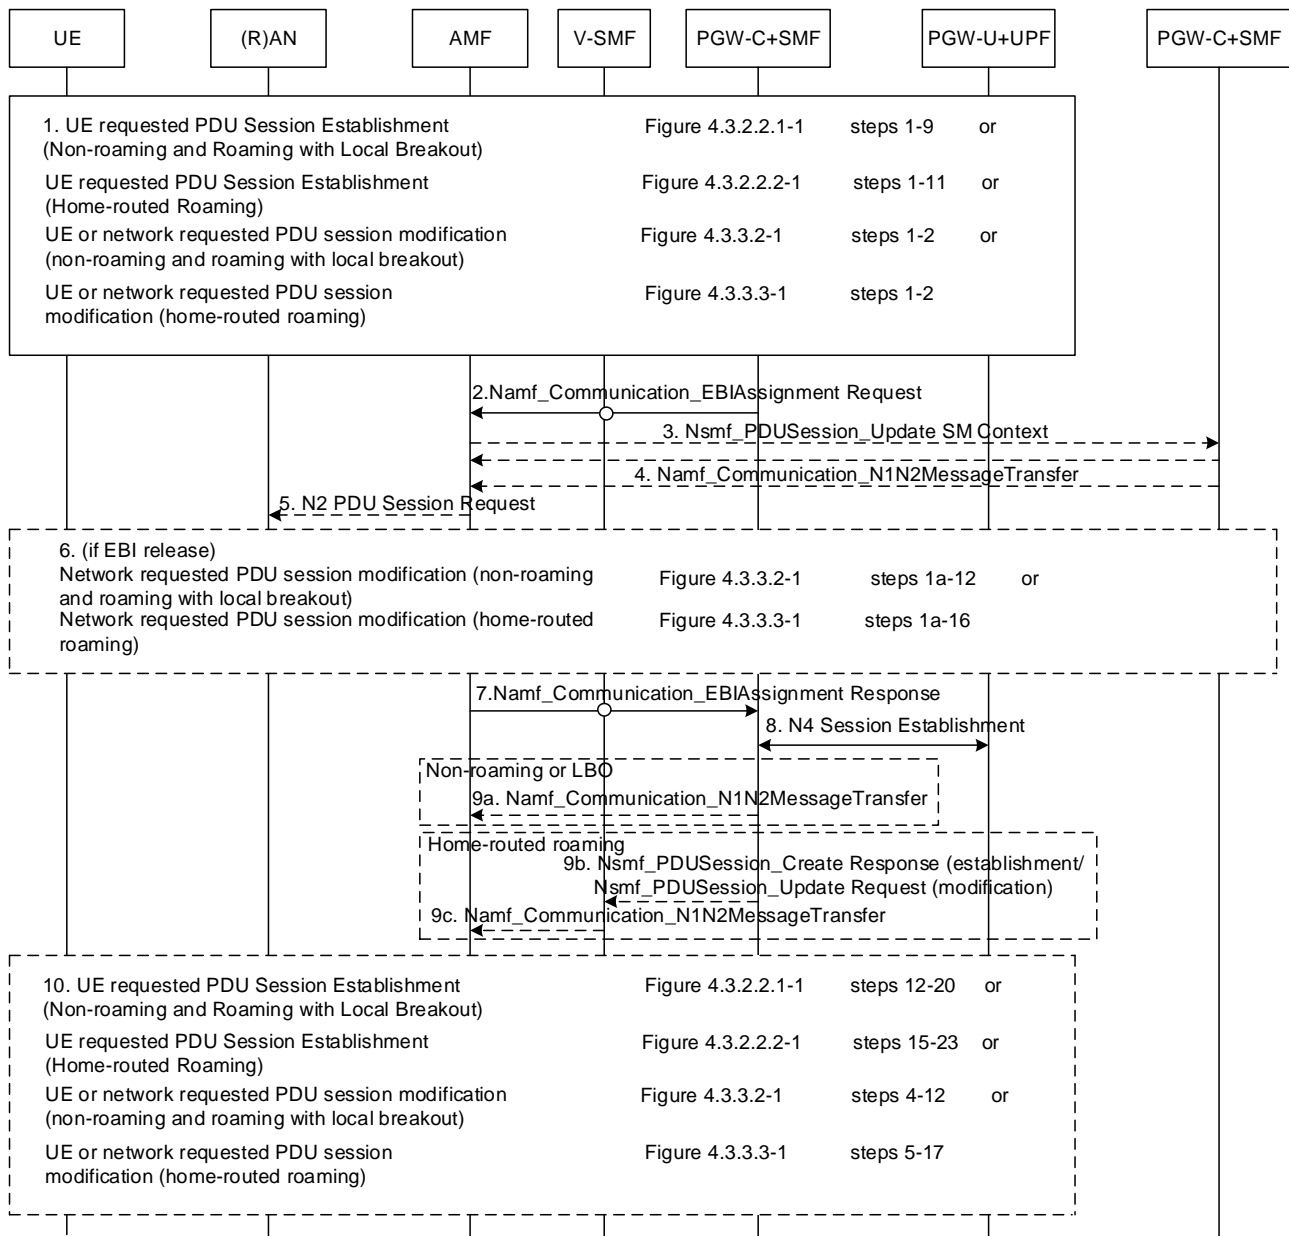 UE (R)AN AMF V-SMF PGW-C+SMF PGW-U+UPF PGW-C+SMF
1. UE requested PDU Session Establishment Figure 4.3.2.2.1-1 steps 1-9 or
(Non-roaming and Roaming with Local Breakout)
UE requested PDU Session Establishment Figure 4.3.2.2.2-1 steps 1-11 or
(Home-routed Roaming)
UE or network requested PDU session modification Figure 4.3.3.2-1 steps 1-2 or
(non-roaming and roaming with local breakout)
UE or network requested PDU session Figure 4.3.3.3-1 steps 1-2
modification (home-routed roaming)
2.Namf_Communication_EBIAssignment Request
3. Nsmf_PDUSession_Update SM Context
4. Namf_Communication_N1N2MessageTransfer
5. N2 PDU Session Request
6. (if EBI release)
Network requested PDU session modification (non-roaming Figure 4.3.3.2-1 steps 1a-12 or
and roaming with local breakout)
Network requested PDU session modification (home-routed Figure 4.3.3.3-1 steps 1a-16
roaming)
7.Namf_Communication_EBIAssignment Response
8. N4 Session Establishment
Non-roaming or LBO
9a. Namf_Communication_N1N2MessageTransfer
Home-routed roaming
9b. Nsmf_PDUSession_Create Response (establishment/
Nsmf_PDUSession_Update Request (modification)
9c. Namf_Communication_N1N2MessageTransfer
10. UE requested PDU Session Establishment Figure 4.3.2.2.1-1 steps 12-20 or
(Non-roaming and Roaming with Local Breakout)
UE requested PDU Session Establishment Figure 4.3.2.2.2-1 steps 15-23 or
(Home-routed Roaming)
UE or network requested PDU session modification Figure 4.3.3.2-1 steps 4-12 or
(non-roaming and roaming with local breakout)
UE or network requested PDU session Figure 4.3.3.3-1 steps 5-17
modification (home-routed roaming)